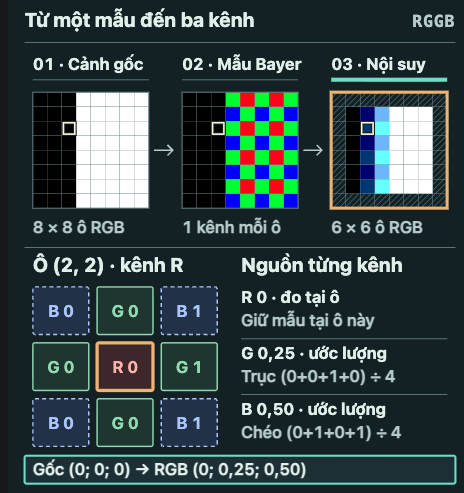 Từ một mẫu đến ba kênh RGGB
01 · Cảnh gốc 02 · Mẫu Bayer 03 · Nội suy
→ →
8 × 8 ô RGB 1 kênh mỗi ô 6 × 6 ô RGB
Ô (2, 2) · kênh R
B 0 G 0 B 1
G 0 R 0 G 1
B 0 G 0 B 1
Nguồn từng kênh
R 0 · đo tại ô
Giữ mẫu tại ô này
G 0,25 · ước lượng
Trục (0+0+1+0) ÷ 4
B 0,50 · ước lượng
Chéo (0+1+0+1) ÷ 4
Gốc (0; 0; 0) → RGB (0; 0,25; 0,50)